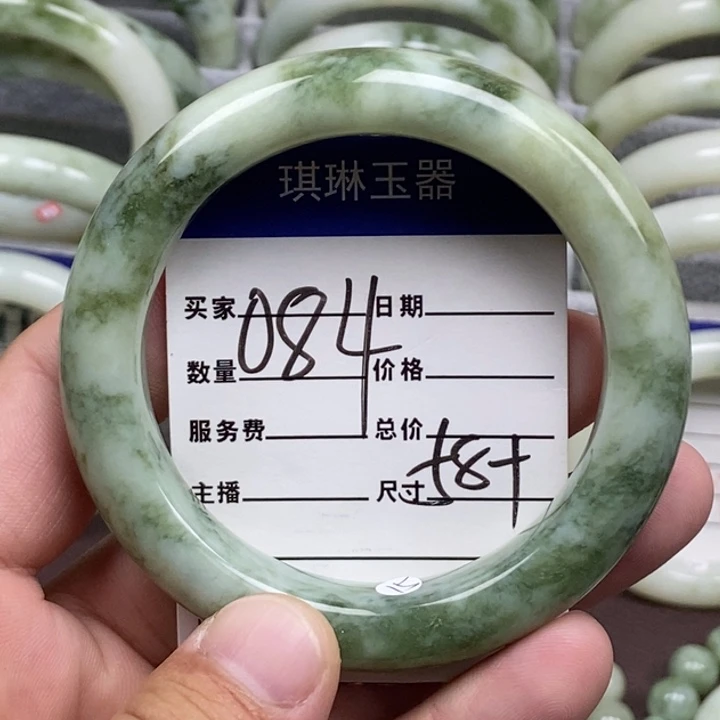 琪琳玉器
买家 084 日期
数量 价格
服务费 总价
主播 尺寸 58+